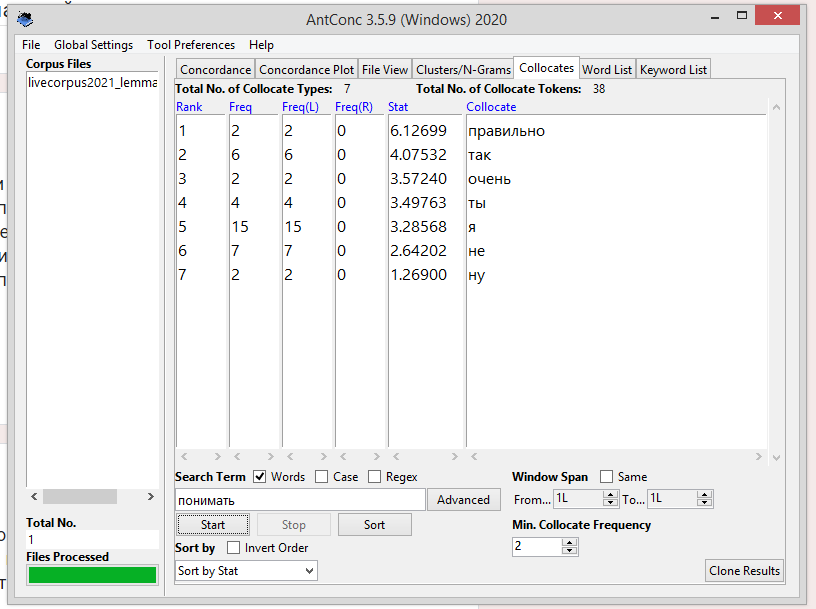 AntConc 3.5.9 (Windows) 2020
File Global Settings Tool Preferences Help
Corpus Files
livecorpus2021_lemma
Concordance Concordance Plot File View Clusters/N-Grams Collocates Word List Keyword List
Total No. of Collocate Types: 7 Total No. of Collocate Tokens: 38
Rank Freq Freq(L) Freq(R) Stat Collocate
1 2 2 0 6.12699 правильно
2 6 6 0 4.07532 так
3 2 2 0 3.57240 очень
4 4 4 0 3.49763 ты
5 15 15 0 3.28568 я
6 7 7 0 2.64202 не
7 2 2 0 1.26900 ну
Search Term Words Case Regex Window Span Same
понимать Advanced From... 1L To... 1L
Start Stop Sort Min. Collocate Frequency
Sort by Invert Order 2
Sort by Stat Clone Results
Total No.
1
Files Processed